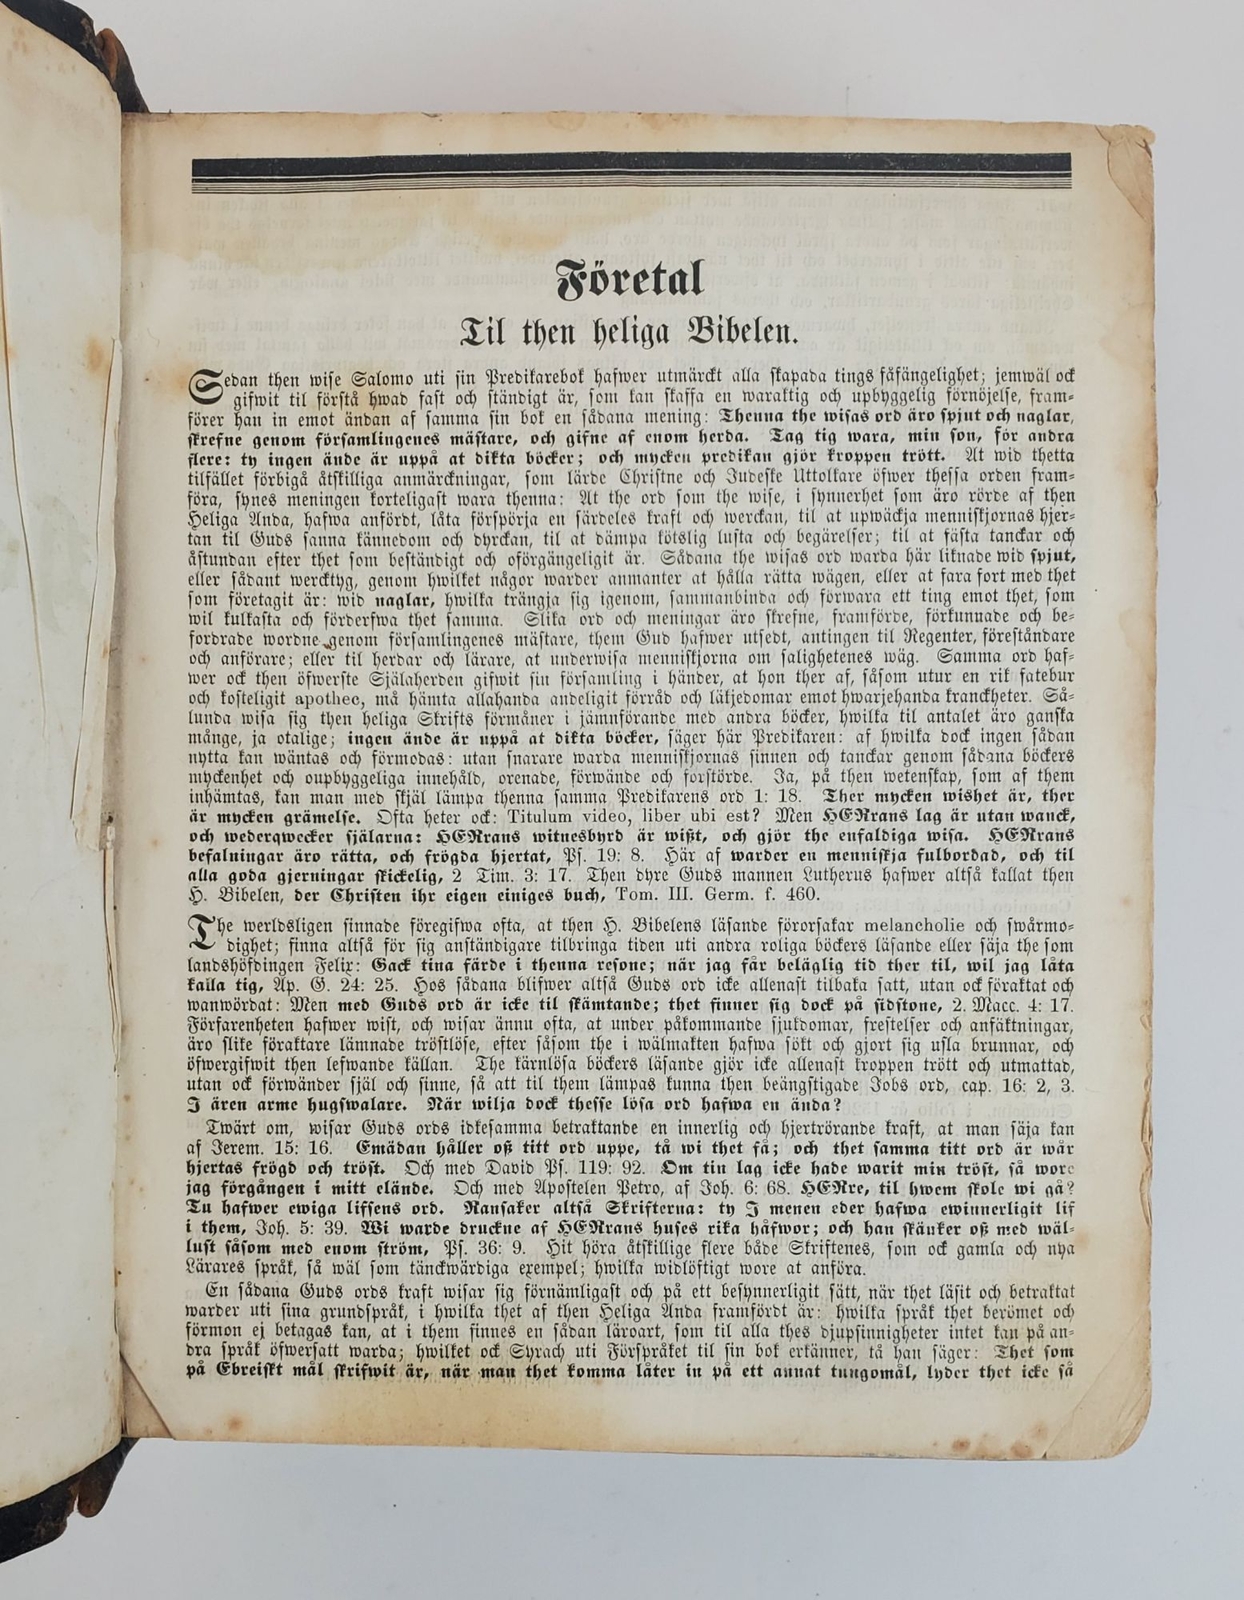 Företal
Til then heliga Bibelen.
Sedan then wise Salomo uti sin Predikarebok hafwer utmärckt alla skapada tings fåfängelighet; jemwäl ock
gifwit til förstå hwad fast och ständigt är, som kan skaffa en waraktig och upbyggelig förnöjelse, fram-
förer han in emot ändan af samma sin bok en sådana mening: Thenna the wisas ord äro spjut och naglar,
skrefne genom församlingenes mästare, och gifne af enom herda. Tag tig wara, min son, för andra
flere: ty ingen ände är uppå at dikta böcker; och mycken predikan gjör kroppen trött. At wid thetta
tilfället förbigå åtskilliga anmärckningar, som lärde Christne och Judeske Uttolkare öfwer thessa orden fram-
föra, synes meningen korteligast wara thenna: At the ord som the wise, i synnerhet som äro rörde af then
Heliga Anda, hafwa anfördt, låta förspörja en särdeles kraft och werckan, til at upwäckja menniskjornas hjer-
tan til Guds sanna kännedom och dyrckan, til at dämpa kötslig lusta och begärelser; til at fästa tanckar och
åstundan efter thet som beständigt och oförgängeligit är. Sådana the wisas ord warda här liknade wid spjut,
eller sådant wercktyg, genom hwilket någor warder anmanter at hålla rätta wägen, eller at fara fort med thet
som företagit är: wid naglar, hwilka trängja sig igenom, sammanbinda och förwara ett ting emot thet, som
wil kulkasta och förderfwa thet samma. Slika ord och meningar äro skrefne, framförde, förkunnade och be-
fordrade wordne genom församlingenes mästare, them Gud hafwer utsedt, antingen til Regenter, föreståndare
och anförare; eller til herdar och lärare, at underwisa menniskjorna om salighetenes wäg. Samma ord haf-
wer ock then öfwerste Själaherden gifwit sin församling i händer, at hon ther af, såsom utur en rik fatebur
och kosteligit apothec, må hämta allahanda andeligit förråd och läkjedomar emot hwarjehanda kranckheter. Så-
lunda wisa sig then heliga Skrifts förmåner i jämnförande med andra böcker, hwilka til antalet äro ganska
månge, ja otalige; ingen ände är uppå at dikta böcker, säger här Predikaren: af hwilka dock ingen sådan
nytta kan wäntas och förmodas: utan snarare warda menniskjornas sinnen och tanckar genom sådana böckers
myckenhet och oupbyggeliga innehåld, orenade, förwände och forstörde. Ja, på then wetenskap, som af them
inhämtas, kan man med skjäl lämpa thenna samma Predikarens ord 1: 18. Ther mycken wishet är, ther
är mycken grämelse. Ofta heter ock: Titulum video, liber ubi est? Men HERrans lag är utan wanck,
och wederqwecker själarna: HERrans witnesbyrd är wißt, och gjör the enfaldiga wisa. HERrans
befalningar äro rätta, och frögda hjertat, Ps. 19: 8. Här af warder en menniskja fulbordad, och til
alla goda gjerningar skickelig, 2 Tim. 3: 17. Then dyre Guds mannen Lutherus hafwer altså kallat then
H. Bibelen, der Christen ihr eigen einiges buch, Tom. III. Germ. f. 460.
The werldsligen sinnade föregifwa ofta, at then H. Bibelens läsande förorsakar melancholie och swårmo-
dighet; finna altså för sig anständigare tilbringa tiden uti andra roliga böckers läsande eller säja the som
landshöfdingen Felix: Gack tina färde i thenna resone; när jag får beläglig tid ther til, wil jag låta
kalla tig, Ap. G. 24: 25. Hos sådana blifwer altså Guds ord icke allenast tilbaka satt, utan ock föraktat och
wanwördat: Men med Guds ord är icke til skämtande; thet finner sig dock på sidstone, 2. Macc. 4: 17.
Förfarenheten hafwer wist, och wisar ännu ofta, at under påkommande sjukdomar, frestelser och anfäktningar,
äro slike föraktare lämnade tröstlöse, efter såsom the i wälmakten hafwa sökt och gjort sig usla brunnar, och
öfwergifwit then lefwande källan. The kärnlösa böckers läsande gjör icke allenast kroppen trött och utmattad,
utan ock förwänder själ och sinne, så att til them lämpas kunna then beängstigade Jobs ord, cap. 16: 2, 3.
I ären arme hugswalare. När wilja dock thesse lösa ord hafwa en ända?
Twärt om, wisar Guds ords idkesamma betraktande en innerlig och hjertrörande kraft, at man säja kan
af Jerem. 15: 16. Emädan håller oß titt ord uppe, tå wi thet få; och thet samma titt ord är wår
hjertas frögd och tröst. Och med David Ps. 119: 92. Om tin lag icke hade warit min tröst, så wore
jag förgången i mitt elände. Och med Apostelen Petro, af Joh. 6: 68. HERre, til hwem skole wi gå?
Tu hafwer ewiga lifsens ord. Ransaker altså Skrifterna: ty I menen eder hafwa ewinnerligit lif
i them, Joh. 5: 39. Wi warde druckne af HERrans huses rika håfwor; och han skänker oß med wäl-
lust såsom med enom ström, Ps. 36: 9. Hit höra åtskillige flere både Skriftenes, som ock gamla och nya
Lärares språk, så wäl som tänckwärdiga exempel; hwilka widlöftigt wore at anföra.
En sådana Guds ords kraft wisar sig förnämligast och på ett besynnerligit sätt, när thet läsit och betraktat
warder uti sina grundspråk, i hwilka thet af then Heliga Anda framfördt är: hwilka språk thet berömet och
förmon ej betagas kan, at i them finnes en sådan läroart, som til alla thes djupsinnigheter intet kan på an-
dra språk öfwersatt warda; hwilket ock Syrach uti Förspråket til sin bok erkänner, tå han säger: Thet som
på Ebreiskt mål skrifwit är, när man thet komma låter in på ett annat tungomål, lyder thet icke så